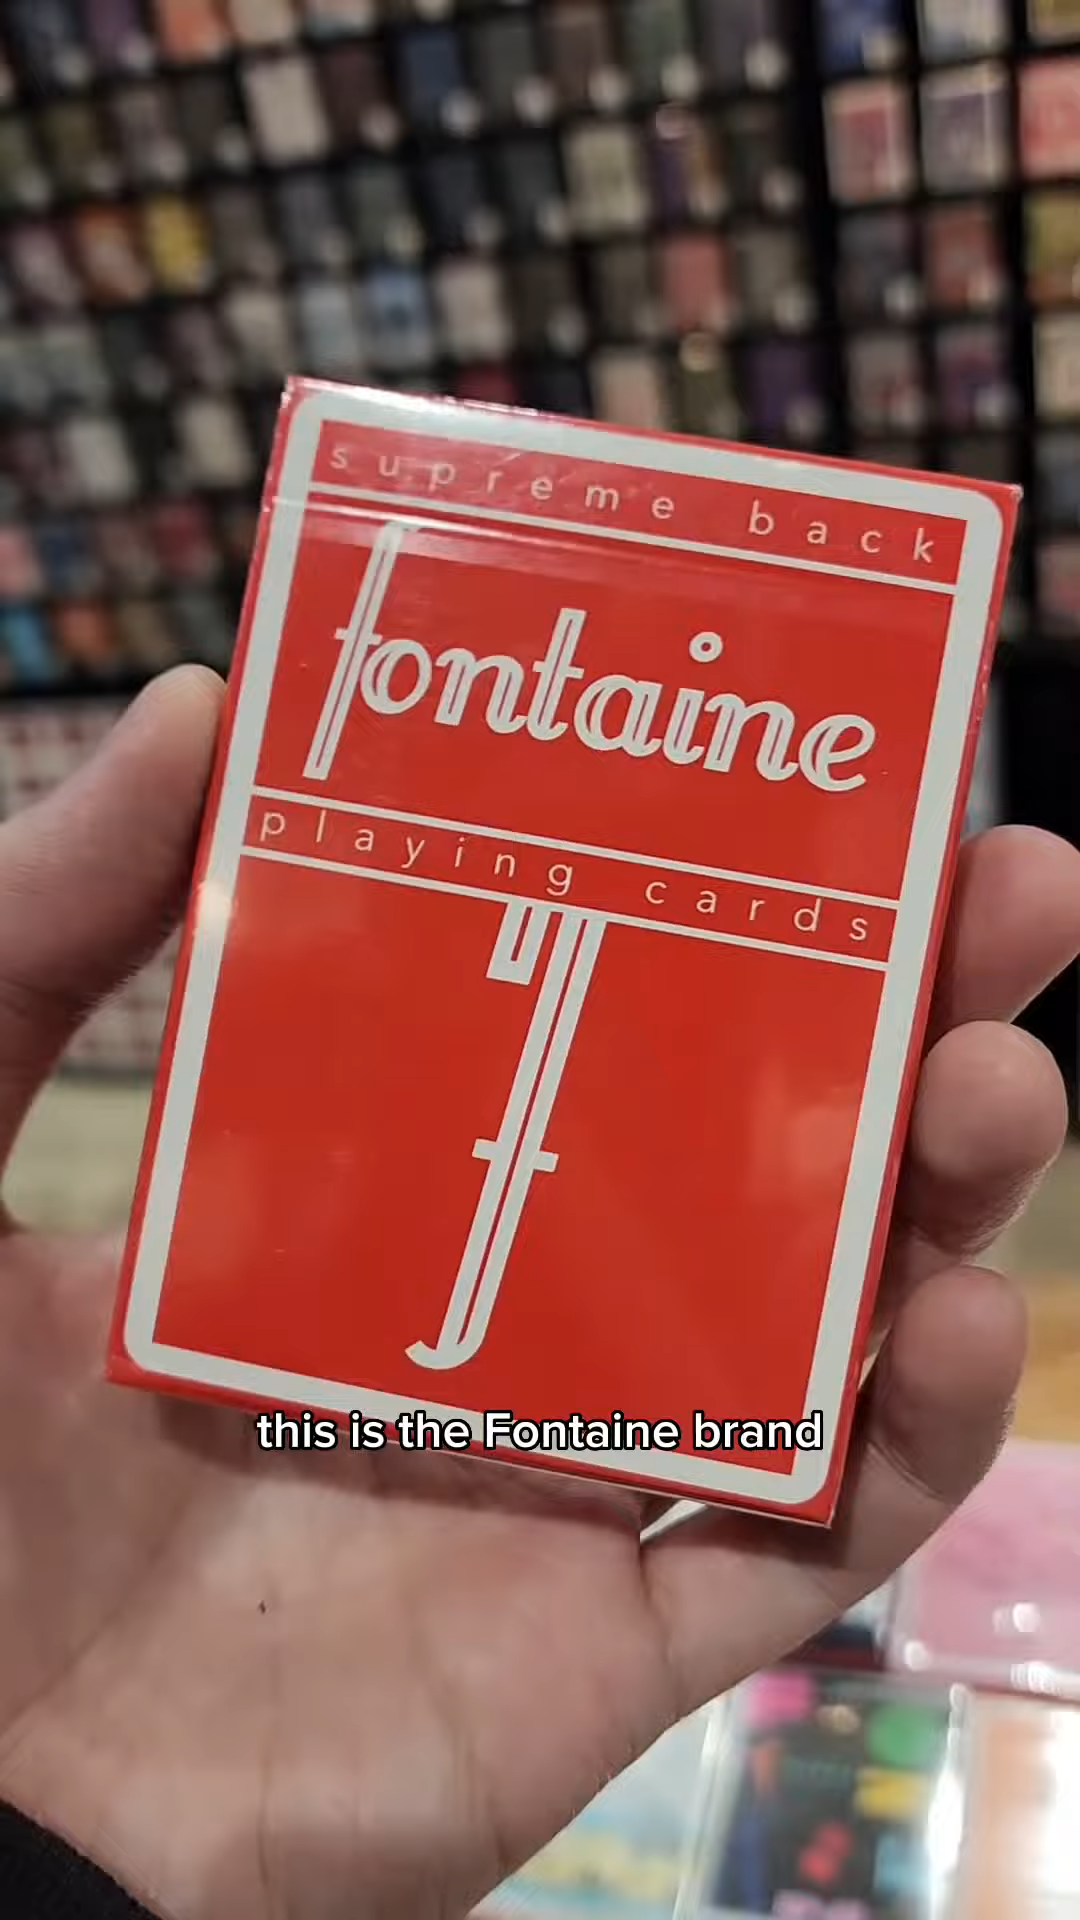 supreme back
fontaine
playing cards
f
this is the Fontaine brand